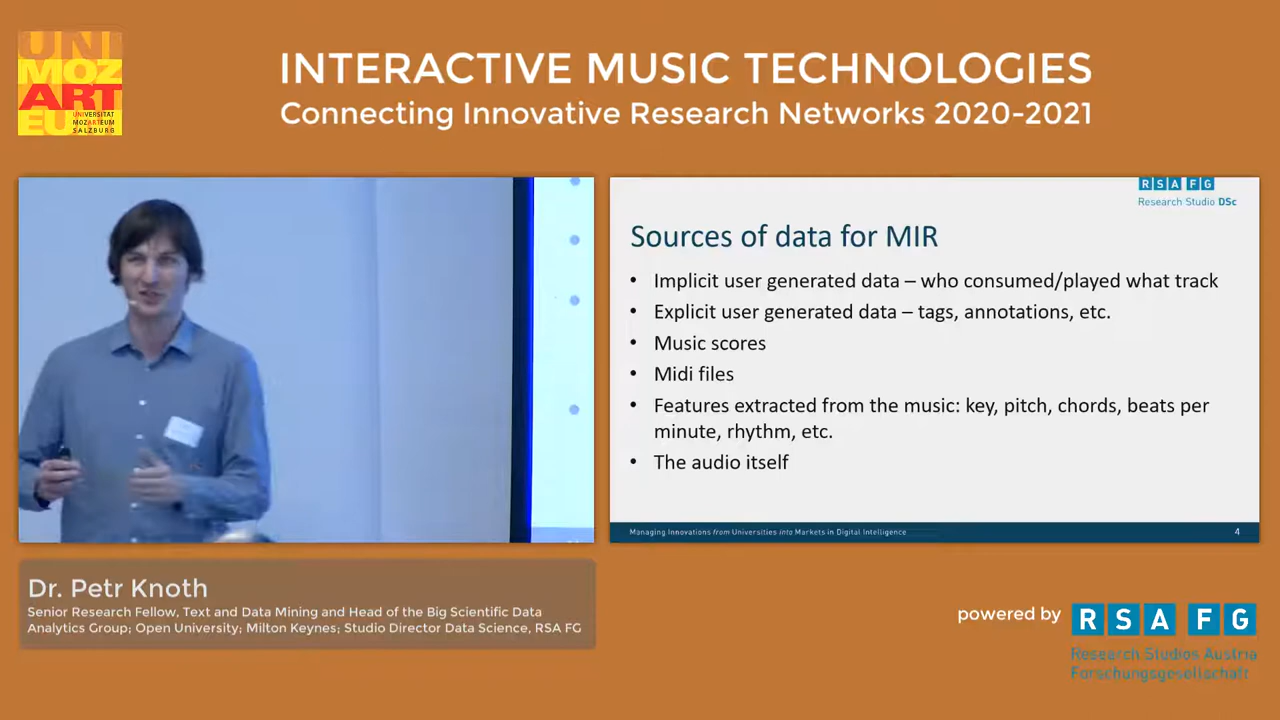 UNI
MOZ
ART
EU
UNIVERSITÄT
MOZARTEUM
SALZBURG
INTERACTIVE MUSIC TECHNOLOGIES
Connecting Innovative Research Networks 2020-2021
RSA FG
Research Studio DSc
Sources of data for MIR
• Implicit user generated data – who consumed/played what track
• Explicit user generated data – tags, annotations, etc.
• Music scores
• Midi files
• Features extracted from the music: key, pitch, chords, beats per
minute, rhythm, etc.
• The audio itself
Managing Innovations from Universities into Markets in Digital Intelligence
4
Dr. Petr Knoth
Senior Research Fellow, Text and Data Mining and Head of the Big Scientific Data
Analytics Group; Open University; Milton Keynes; Studio Director Data Science, RSA FG
powered by
RSA FG
Research Studios Austria
Forschungsgesellschaft